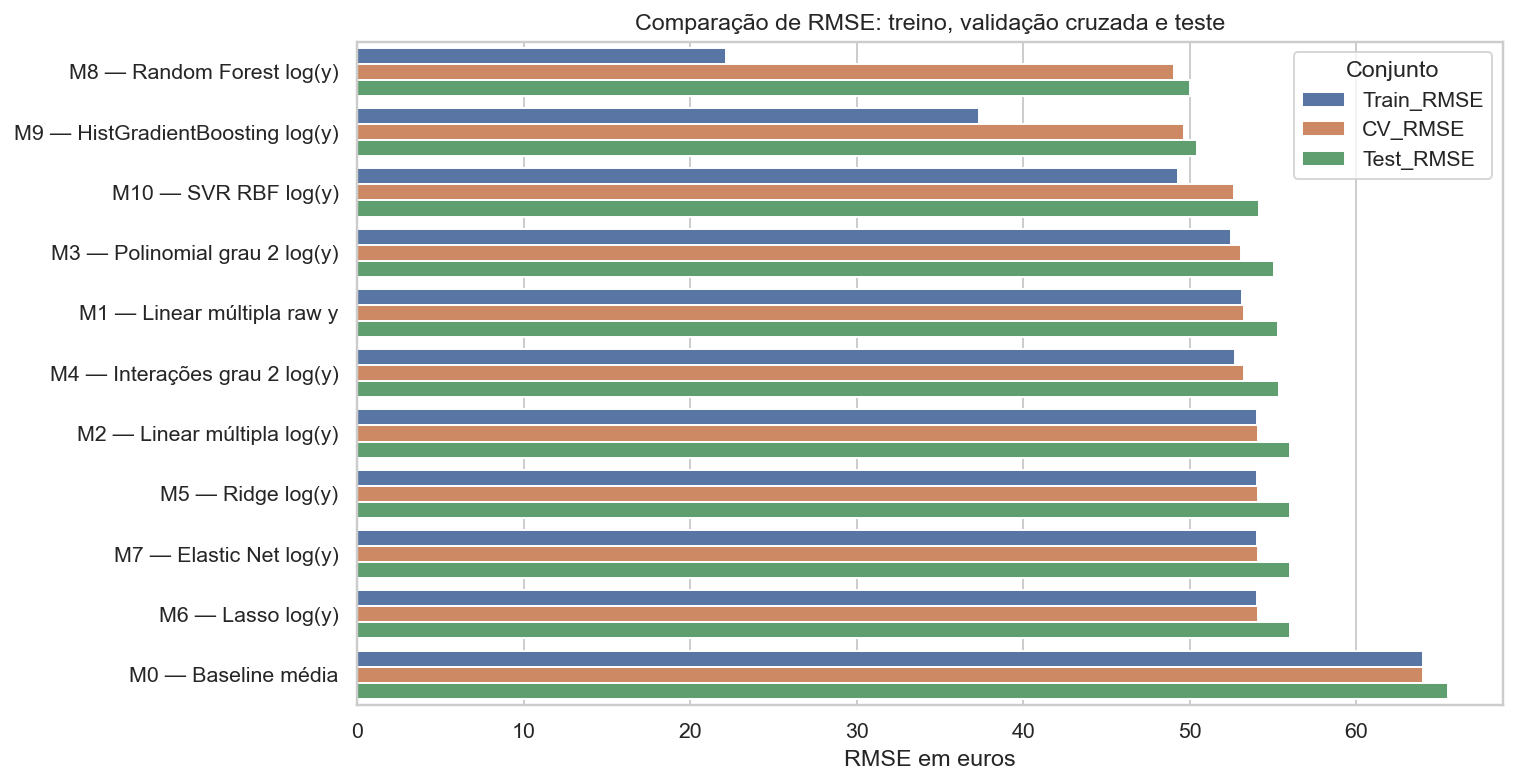 Comparação de RMSE: treino, validação cruzada e teste
Conjunto
Train_RMSE
CV_RMSE
Test_RMSE
M8 — Random Forest log(y)
M9 — HistGradientBoosting log(y)
M10 — SVR RBF log(y)
M3 — Polinomial grau 2 log(y)
M1 — Linear múltipla raw y
M4 — Interações grau 2 log(y)
M2 — Linear múltipla log(y)
M5 — Ridge log(y)
M7 — Elastic Net log(y)
M6 — Lasso log(y)
M0 — Baseline média
0 10 20 30 40 50 60
RMSE em euros